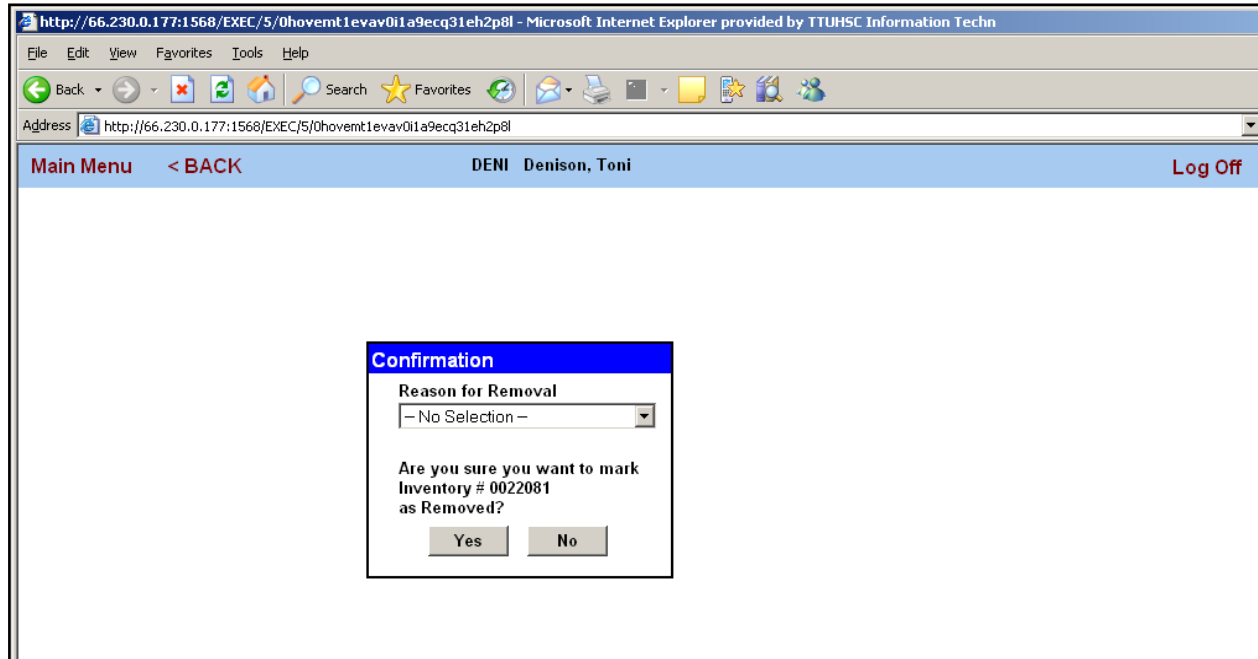 http://66.230.0.177:1568/EXEC/5/0hovemt1evav0i1a9ecq31eh2p8l - Microsoft Internet Explorer provided by TTUHSC Information Techn
File Edit View Favorites Tools Help
Back Search Favorites
Address http://66.230.0.177:1568/EXEC/5/0hovemt1evav0i1a9ecq31eh2p8l
Main Menu < BACK DENI Denison, Toni Log Off
Confirmation
Reason for Removal
-- No Selection --
Are you sure you want to mark
Inventory # 0022081
as Removed?
Yes No